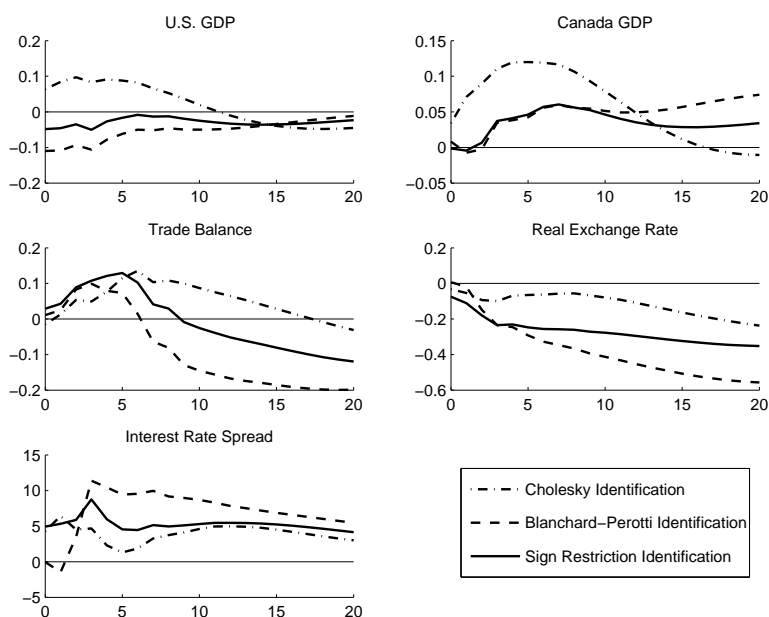 U.S. GDP
0.2
0.1
0
−0.1
−0.2
0 5 10 15 20
Canada GDP
0.15
0.1
0.05
0
−0.05
0 5 10 15 20
Trade Balance
0.2
0.1
0
−0.1
−0.2
0 5 10 15 20
Real Exchange Rate
0
−0.2
−0.4
−0.6
0 5 10 15 20
Interest Rate Spread
15
10
5
0
−5
0 5 10 15 20
Cholesky Identification
Blanchard−Perotti Identification
Sign Restriction Identification